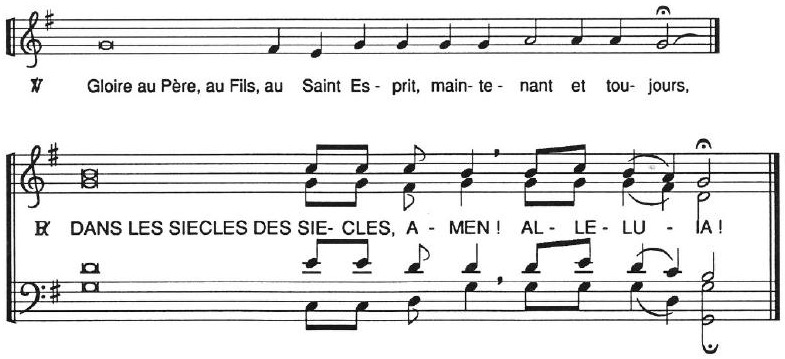 ℣ Gloire au Père, au Fils, au Saint Es - prit, main- te - nant et tou- jours,
℟ DANS LES SIECLES DES SIE- CLES, A - MEN ! AL- LE - LU - IA !